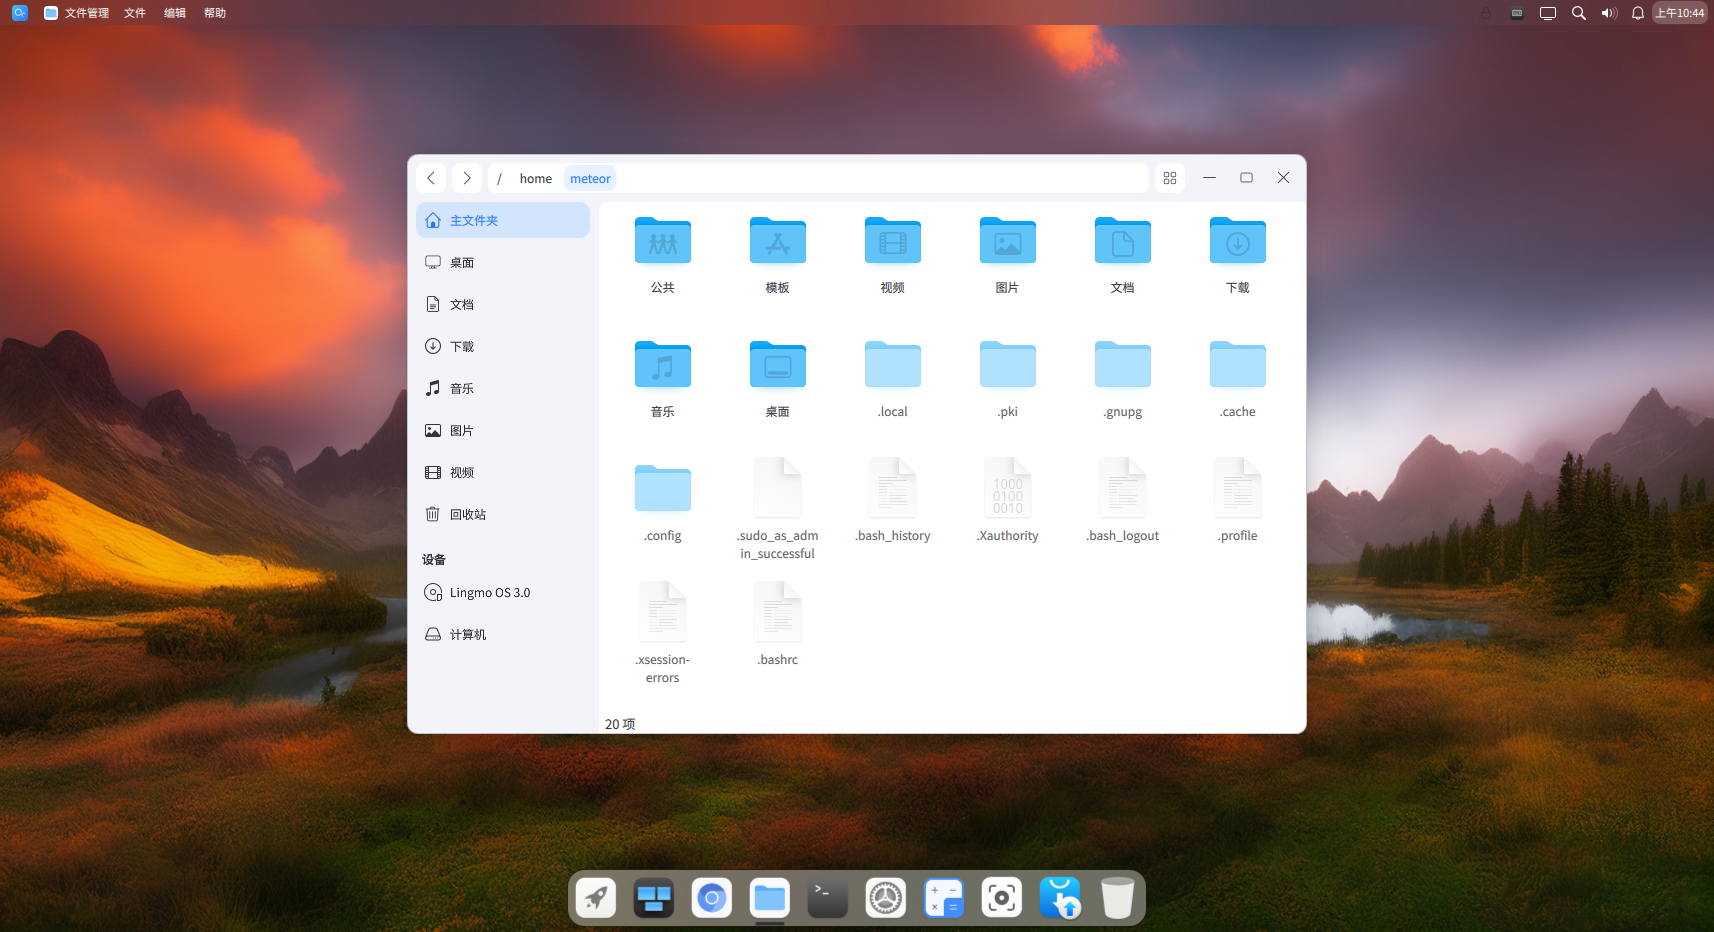 文件管理 文件 编辑 帮助 上午10:44
/ home meteor
主文件夹
桌面
文档
下载
音乐
图片
视频
回收站
设备
Lingmo OS 3.0
计算机
公共 模板 视频 图片 文档 下载
音乐 桌面 .local .pki .gnupg .cache
1000
0100
0010
.config .sudo_as_adm .bash_history .Xauthority .bash_logout .profile
in_successful
.xsession- .bashrc
errors
20 项
>_